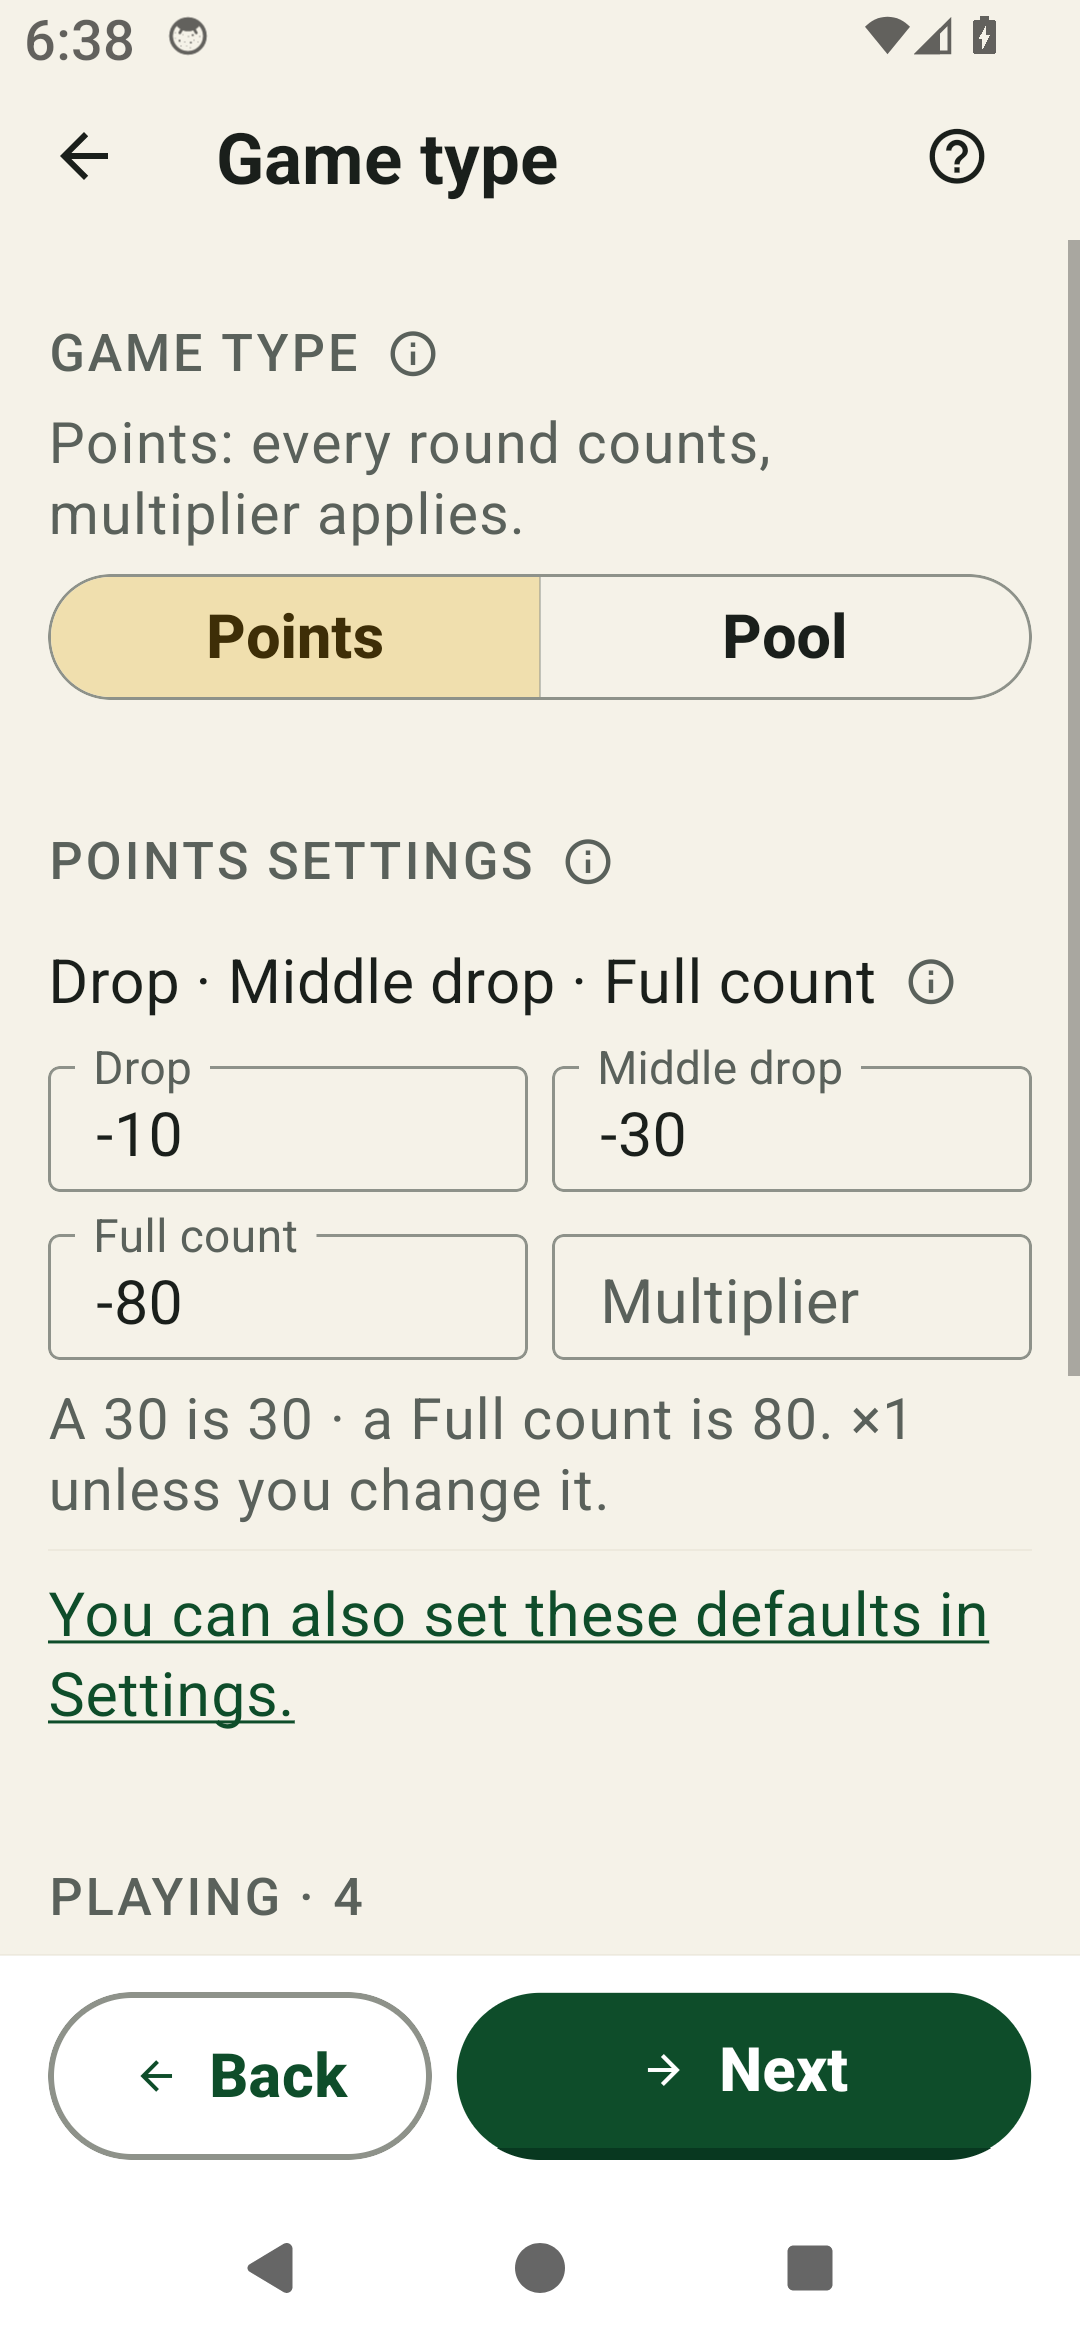 6:38
Game type
GAME TYPE
Points: every round counts,
multiplier applies.
Points
Pool
POINTS SETTINGS
Drop · Middle drop · Full count
Drop
-10
Middle drop
-30
Full count
-80
Multiplier
A 30 is 30 · a Full count is 80. ×1
unless you change it.
You can also set these defaults in
Settings.
PLAYING · 4
Back
Next